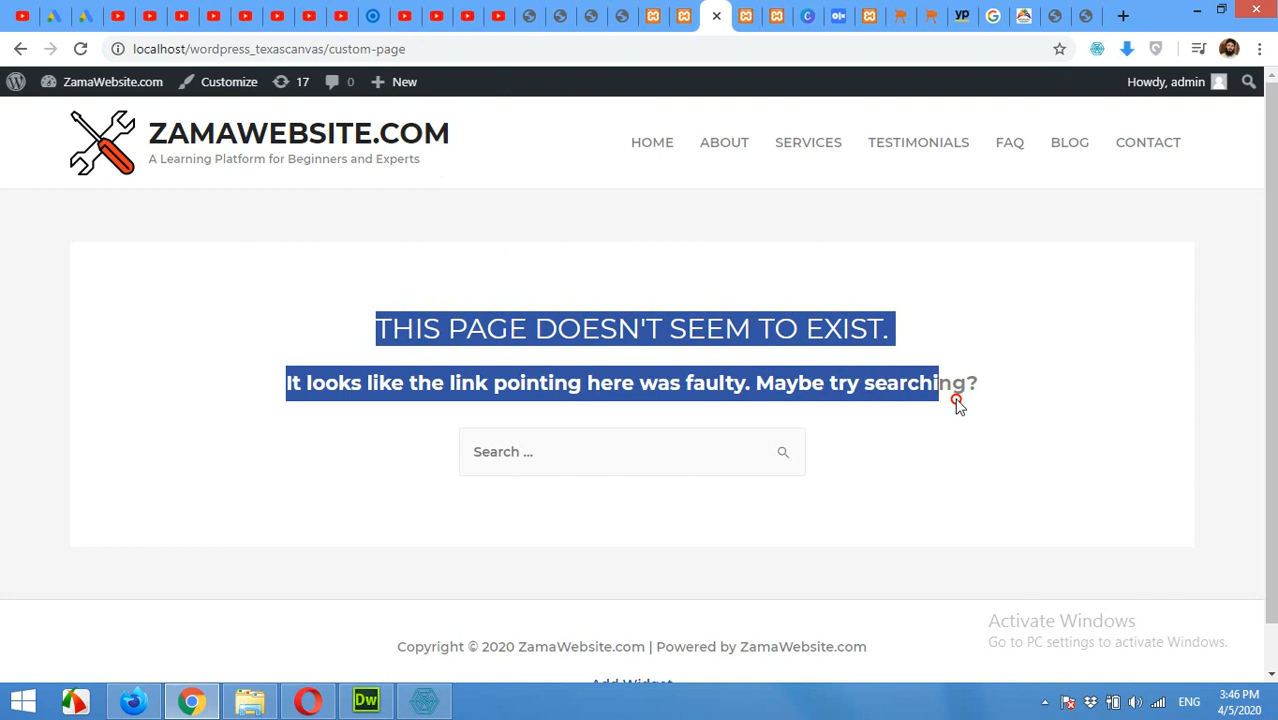 localhost/wordpress_texascanvas/custom-page
ZamaWebsite.com Customize 17 0 New Howdy, admin
ZAMAWEBSITE.COM
A Learning Platform for Beginners and Experts
HOME ABOUT SERVICES TESTIMONIALS FAQ BLOG CONTACT
THIS PAGE DOESN'T SEEM TO EXIST.
It looks like the link pointing here was faulty. Maybe try searching?
Search ...
Activate Windows
Go to PC settings to activate Windows.
Copyright © 2020 ZamaWebsite.com | Powered by ZamaWebsite.com
Add Widget
Dw
ENG
3:46 PM
4/5/2020